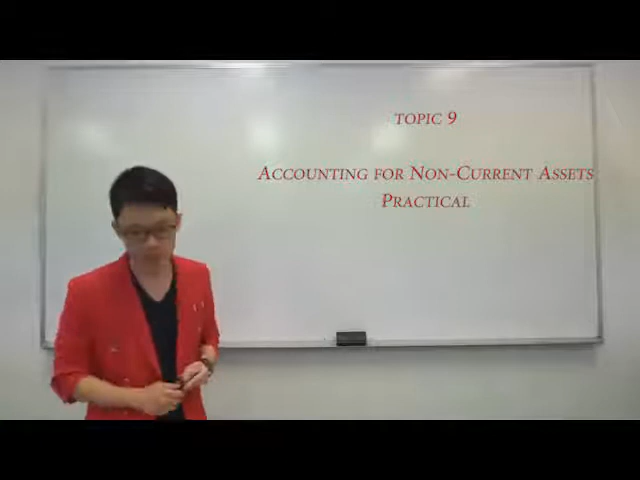 TOPIC 9
ACCOUNTING FOR NON-CURRENT ASSETS
PRACTICAL